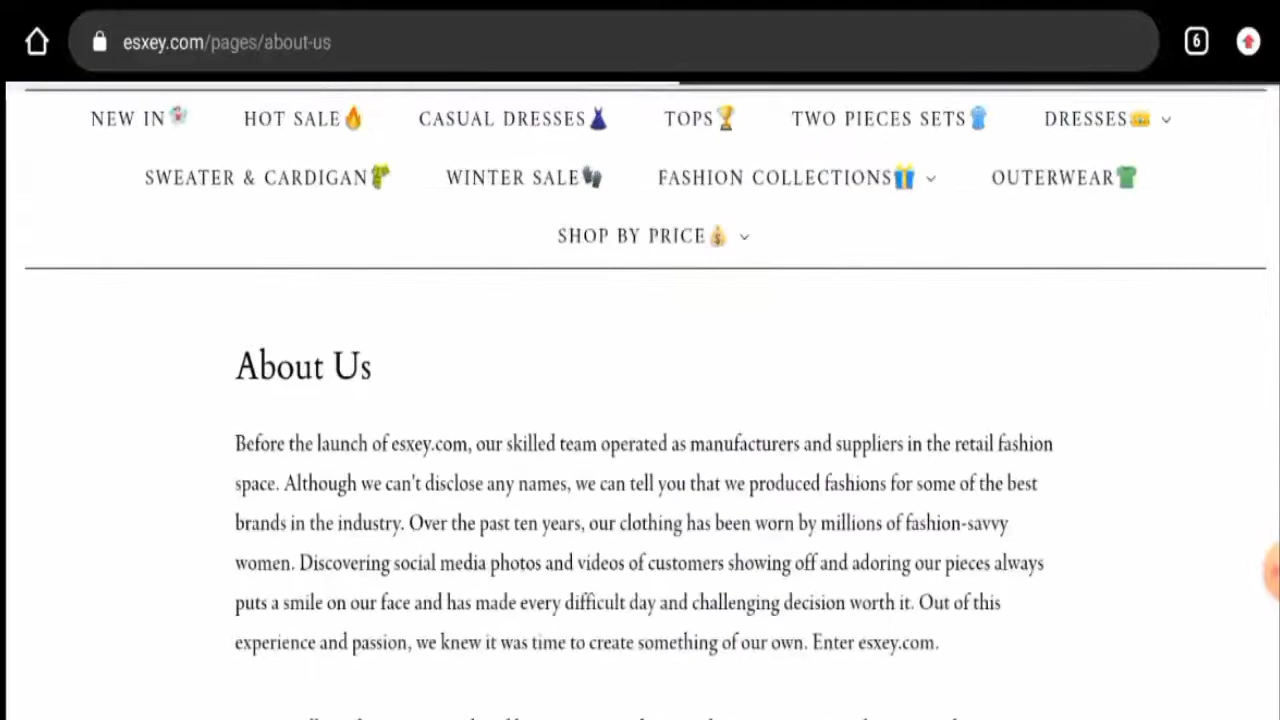 esxey.com/pages/about-us
6
NEW IN HOT SALE CASUAL DRESSES TOPS TWO PIECES SETS DRESSES
SWEATER & CARDIGAN WINTER SALE FASHION COLLECTIONS OUTERWEAR
SHOP BY PRICE
About Us
Before the launch of esxey.com, our skilled team operated as manufacturers and suppliers in the retail fashion
space. Although we can't disclose any names, we can tell you that we produced fashions for some of the best
brands in the industry. Over the past ten years, our clothing has been worn by millions of fashion-savvy
women. Discovering social media photos and videos of customers showing off and adoring our pieces always
puts a smile on our face and has made every difficult day and challenging decision worth it. Out of this
experience and passion, we knew it was time to create something of our own. Enter esxey.com.